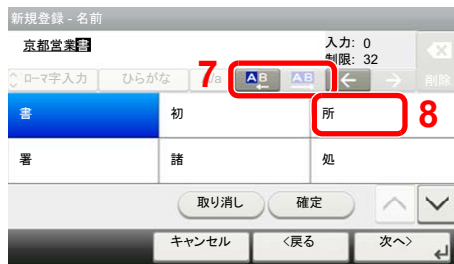 新規登録 - 名前
京都営業書
入力: 0
制限: 32
ローマ字入力 ひらがな A/a AB AB ← → 削除
7
書 初 所 8
署 諸 処
取り消し 確定
キャンセル <戻る 次へ>